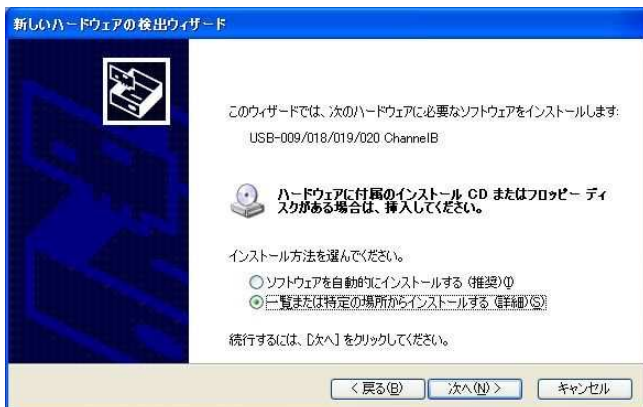 新しいハードウェアの検出ウィザード
このウィザードでは、次のハードウェアに必要なソフトウェアをインストールします:
USB-009/018/019/020 ChannelB
ハードウェアに付属のインストール CD またはフロッピー ディ
スクがある場合は、挿入してください。
インストール方法を選んでください。
ソフトウェアを自動的にインストールする (推奨)(I)
一覧または特定の場所からインストールする (詳細)(S)
続行するには、[次へ] をクリックしてください。
< 戻る(B) 次へ(N) > キャンセル